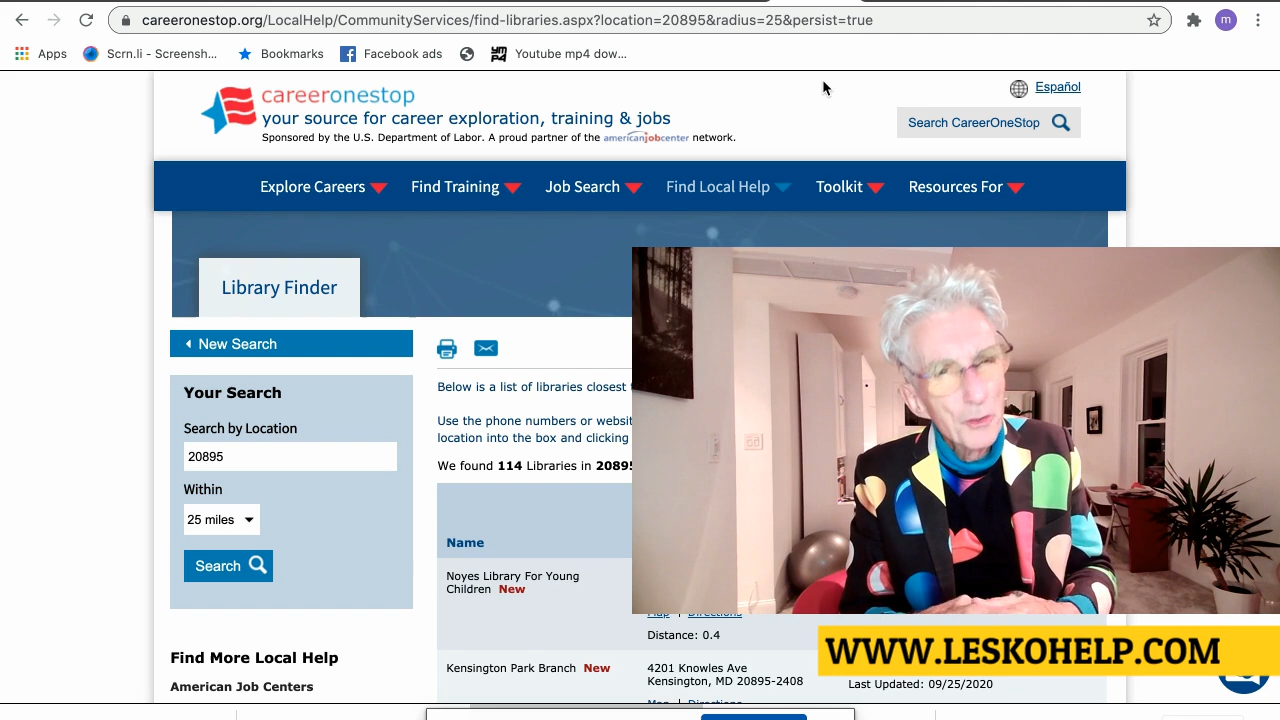 careeronestop.org/LocalHelp/CommunityServices/find-libraries.aspx?location=20895&radius=25&persist=true
m
Apps
Scrn.li - Screensh...
Bookmarks
Facebook ads
Youtube mp4 dow...
careeronestop
your source for career exploration, training & jobs
Sponsored by the U.S. Department of Labor. A proud partner of the americanjobcenter network.
Español
Search CareerOneStop
Explore Careers
Find Training
Job Search
Find Local Help
Toolkit
Resources For
Library Finder
New Search
Your Search
Search by Location
20895
Within
25 miles
Search
Find More Local Help
American Job Centers
Below is a list of libraries closest
Use the phone numbers or
location into the box and clicking
We found 114 Libraries in 20895
Name
Noyes Library For Young
Children New
Map | Directions
Distance: 0.4
Kensington Park Branch New
4201 Knowles Ave
Kensington, MD 20895-2408
Map | Directions
Last Updated: 09/25/2020
WWW.LESKOHELP.COM